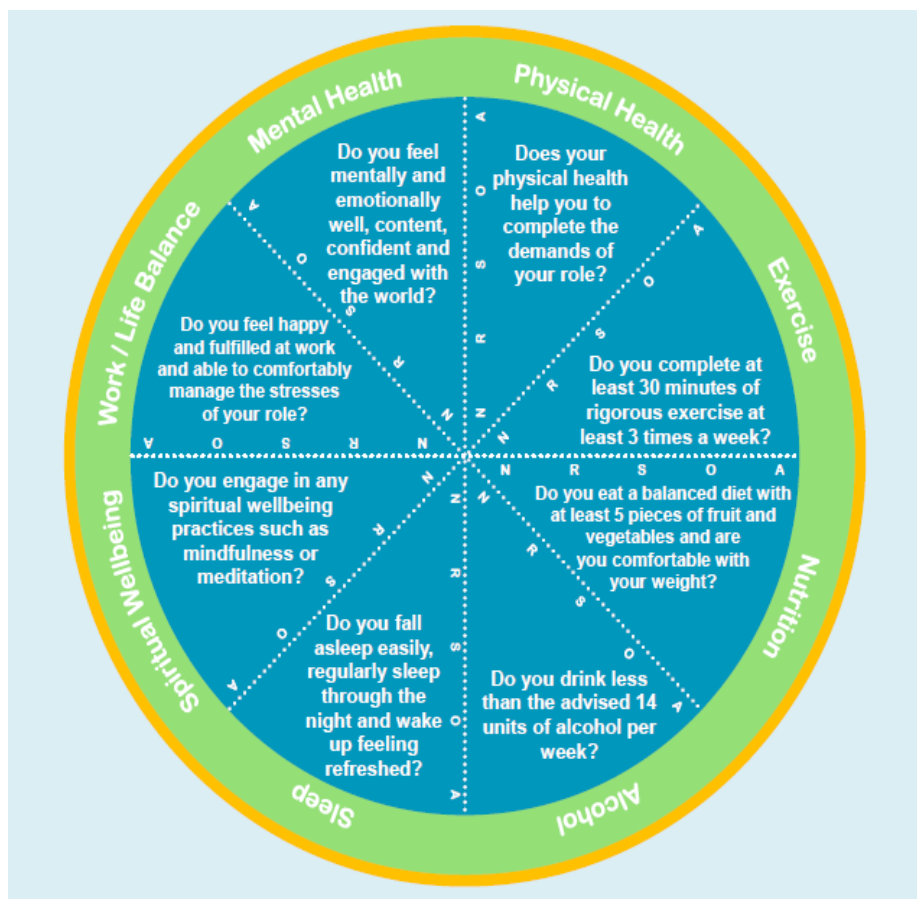 Physical Health
Does your
physical health
help you to
complete the
demands of
your role?
A
O
S
R
N
Exercise
Do you complete at
least 30 minutes of
rigorous exercise at
least 3 times a week?
A
O
S
R
N
Nutrition
N R S O A
Do you eat a balanced diet with
at least 5 pieces of fruit and
vegetables and are
you comfortable with
your weight?
Alcohol
N
R
S
O
A
Do you drink less
than the advised 14
units of alcohol per
week?
Sleep
N
R
S
O
A
Do you fall
asleep easily,
regularly sleep
through the
night and wake
up feeling
refreshed?
Spiritual Wellbeing
N
R
S
O
A
Do you engage in any
spiritual wellbeing
practices such as
mindfulness or
meditation?
Work / Life Balance
Do you feel happy
and fulfilled at work
and able to comfortably
manage the stresses
of your role?
A O S R N
Mental Health
Do you feel
mentally and
emotionally
well, content,
confident and
engaged with
the world?
A
O
S
R
N